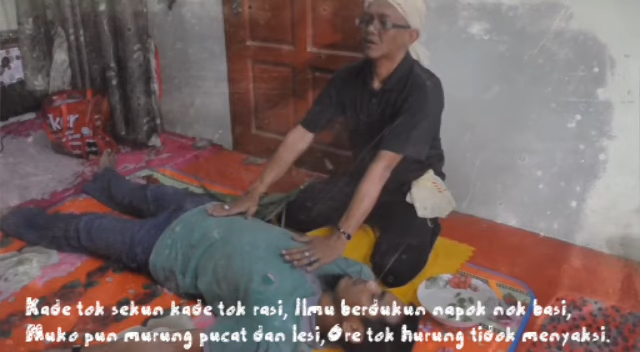 Kade tok sekun kade tok rasi, Ilmu berdukun napok nok basi,
Muko pun murung pucat dan lesi, Ore tok hurung tidok menyaksi.